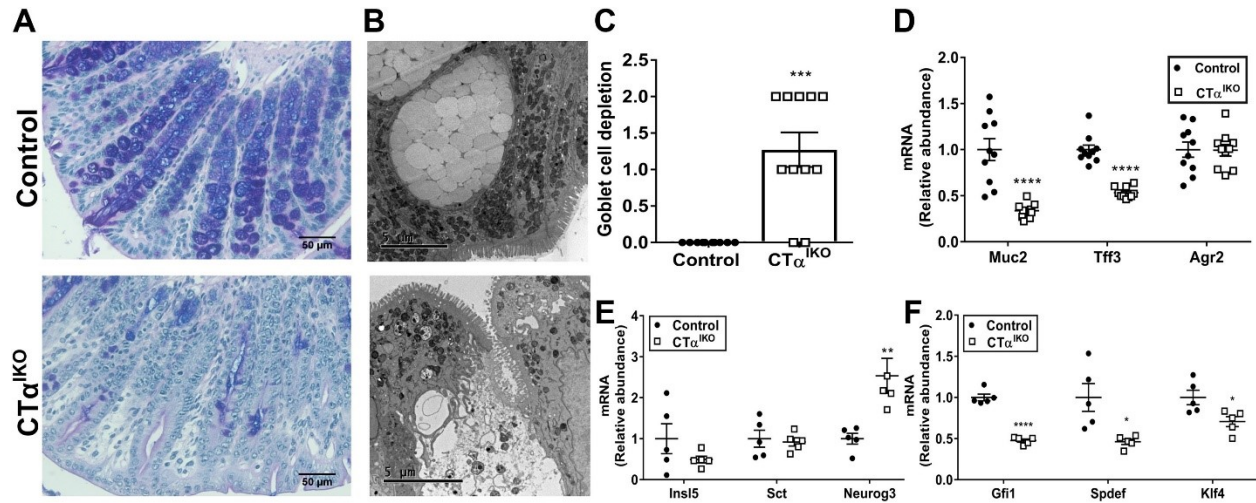 A
Control
50 μm
CTα^IKO
50 μm
B
5 μm
5 μm
C
Goblet cell depletion
2.5
2.0
1.5
1.0
0.5
0.0
***
Control
CTα^IKO
D
mRNA
(Relative abundance)
2.0
1.5
1.0
0.5
0.0
Control
CTα^IKO
****
****
Muc2
Tff3
Agr2
E
mRNA
(Relative abundance)
4
3
2
1
0
Control
CTα^IKO
**
Insl5
Sct
Neurog3
F
mRNA
(Relative abundance)
2.0
1.5
1.0
0.5
0.0
Control
CTα^IKO
****
*
*
Gfi1
Spdef
Klf4